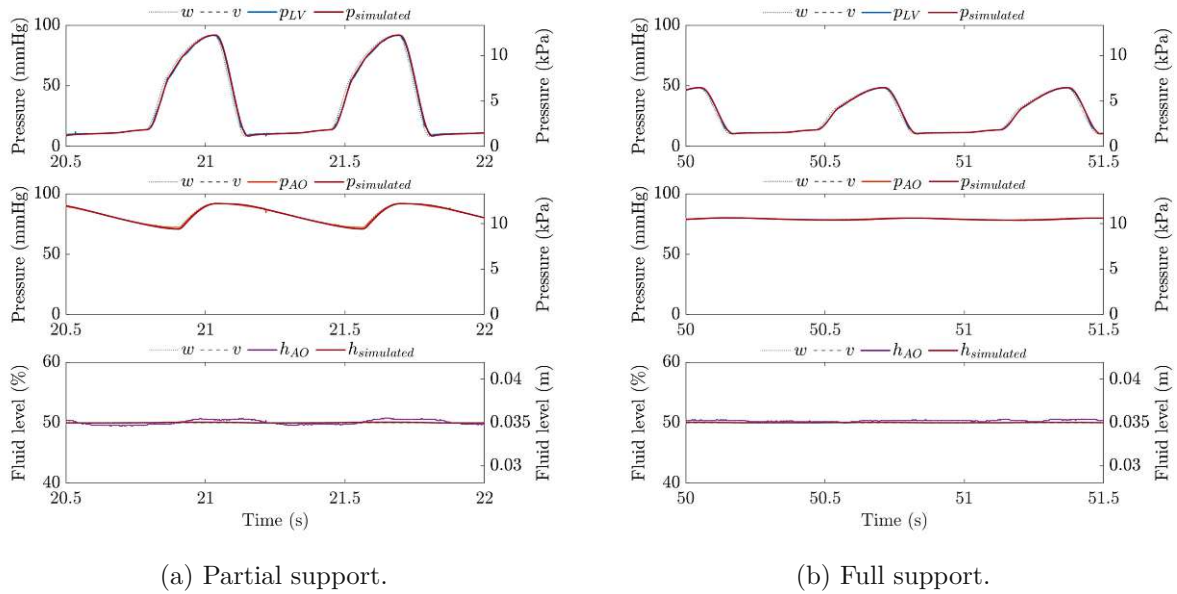 w v p_LV p_simulated
100
50
0
Pressure (mmHg)
10
5
0
Pressure (kPa)
20.5 21 21.5 22
w v p_AO p_simulated
100
50
0
Pressure (mmHg)
10
5
0
Pressure (kPa)
20.5 21 21.5 22
w v h_AO h_simulated
60
50
40
Fluid level (%)
0.04
0.035
0.03
Fluid level (m)
20.5 21 21.5 22
Time (s)
(a) Partial support.
w v p_LV p_simulated
100
50
0
Pressure (mmHg)
10
5
0
Pressure (kPa)
50 50.5 51 51.5
w v p_AO p_simulated
100
50
0
Pressure (mmHg)
10
5
0
Pressure (kPa)
50 50.5 51 51.5
w v h_AO h_simulated
60
50
40
Fluid level (%)
0.04
0.035
0.03
Fluid level (m)
50 50.5 51 51.5
Time (s)
(b) Full support.